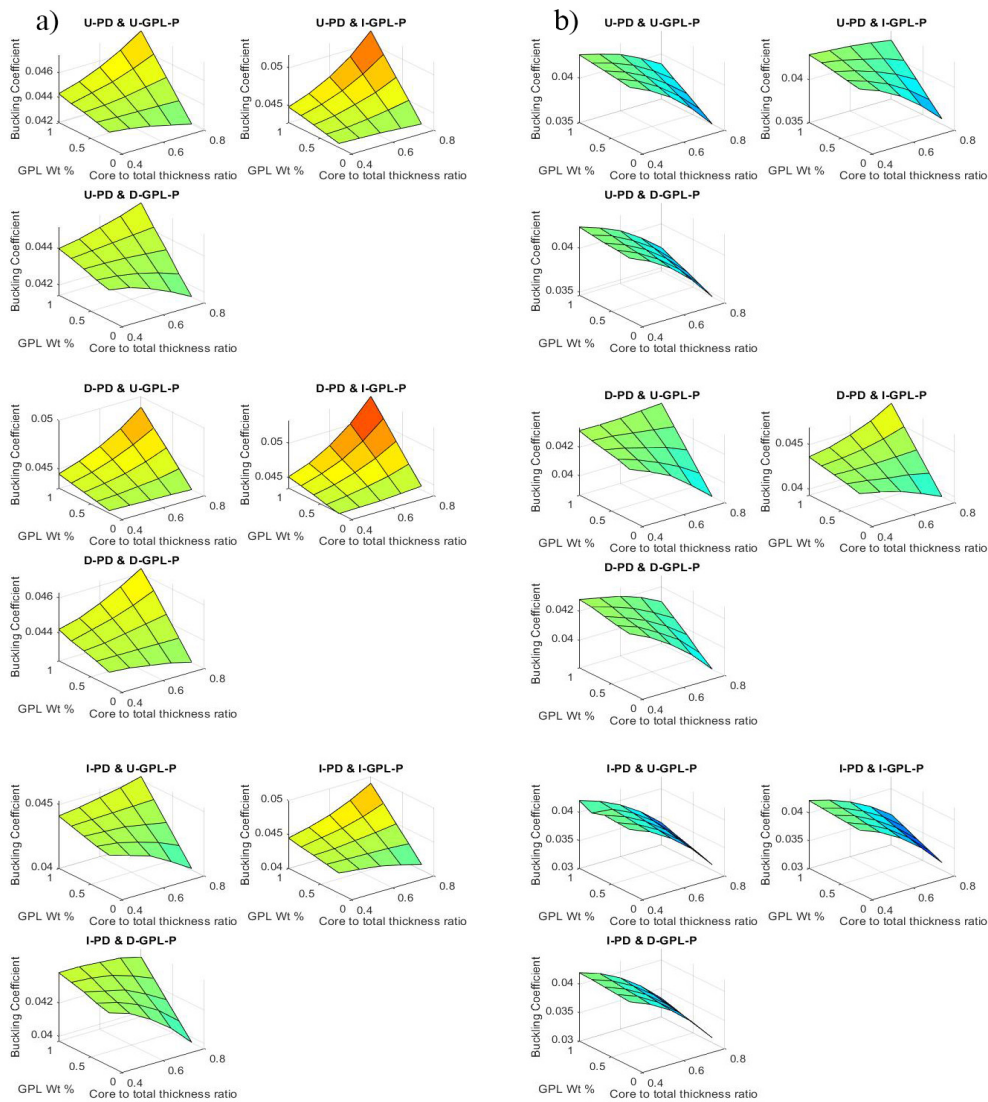 a)
U-PD & U-GPL-P
Buckling Coefficient
0.046
0.044
0.042
1
0.5
0
GPL Wt %
0.4
0.6
0.8
Core to total thickness ratio
U-PD & I-GPL-P
Buckling Coefficient
0.05
0.045
1
0.5
0
GPL Wt %
0.4
0.6
0.8
Core to total thickness ratio
U-PD & D-GPL-P
Buckling Coefficient
0.044
0.042
1
0.5
0
GPL Wt %
0.4
0.6
0.8
Core to total thickness ratio
D-PD & U-GPL-P
Buckling Coefficient
0.05
0.045
1
0.5
0
GPL Wt %
0.4
0.6
0.8
Core to total thickness ratio
D-PD & I-GPL-P
Buckling Coefficient
0.05
0.045
1
0.5
0
GPL Wt %
0.4
0.6
0.8
Core to total thickness ratio
D-PD & D-GPL-P
Buckling Coefficient
0.046
0.044
1
0.5
0
GPL Wt %
0.4
0.6
0.8
Core to total thickness ratio
I-PD & U-GPL-P
Buckling Coefficient
0.045
0.04
1
0.5
0
GPL Wt %
0.4
0.6
0.8
Core to total thickness ratio
I-PD & I-GPL-P
Buckling Coefficient
0.05
0.045
0.04
1
0.5
0
GPL Wt %
0.4
0.6
0.8
Core to total thickness ratio
I-PD & D-GPL-P
Buckling Coefficient
0.042
0.04
1
0.5
0
GPL Wt %
0.4
0.6
0.8
Core to total thickness ratio
b)
U-PD & U-GPL-P
Buckling Coefficient
0.04
0.035
1
0.5
0
GPL Wt %
0.4
0.6
0.8
Core to total thickness ratio
U-PD & I-GPL-P
Buckling Coefficient
0.04
0.035
1
0.5
0
GPL Wt %
0.4
0.6
0.8
Core to total thickness ratio
U-PD & D-GPL-P
Buckling Coefficient
0.04
0.035
1
0.5
0
GPL Wt %
0.4
0.6
0.8
Core to total thickness ratio
D-PD & U-GPL-P
Buckling Coefficient
0.042
0.04
1
0.5
0
GPL Wt %
0.4
0.6
0.8
Core to total thickness ratio
D-PD & I-GPL-P
Buckling Coefficient
0.045
0.04
1
0.5
0
GPL Wt %
0.4
0.6
0.8
Core to total thickness ratio
D-PD & D-GPL-P
Buckling Coefficient
0.042
0.04
1
0.5
0
GPL Wt %
0.4
0.6
0.8
Core to total thickness ratio
I-PD & U-GPL-P
Buckling Coefficient
0.04
0.035
0.03
1
0.5
0
GPL Wt %
0.4
0.6
0.8
Core to total thickness ratio
I-PD & I-GPL-P
Buckling Coefficient
0.04
0.035
0.03
1
0.5
0
GPL Wt %
0.4
0.6
0.8
Core to total thickness ratio
I-PD & D-GPL-P
Buckling Coefficient
0.04
0.035
0.03
1
0.5
0
GPL Wt %
0.4
0.6
0.8
Core to total thickness ratio